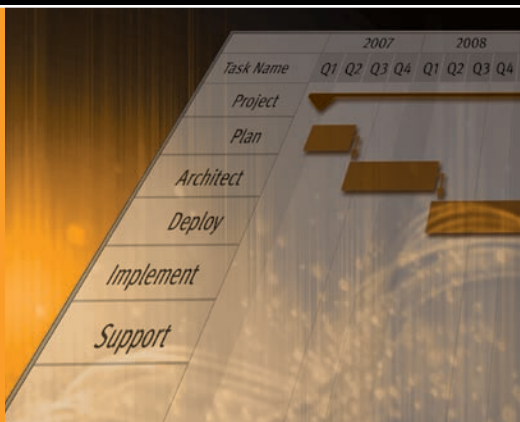 2007 2008
Task Name Q1 Q2 Q3 Q4 Q1 Q2 Q3 Q4
Project
Plan
Architect
Deploy
Implement
Support